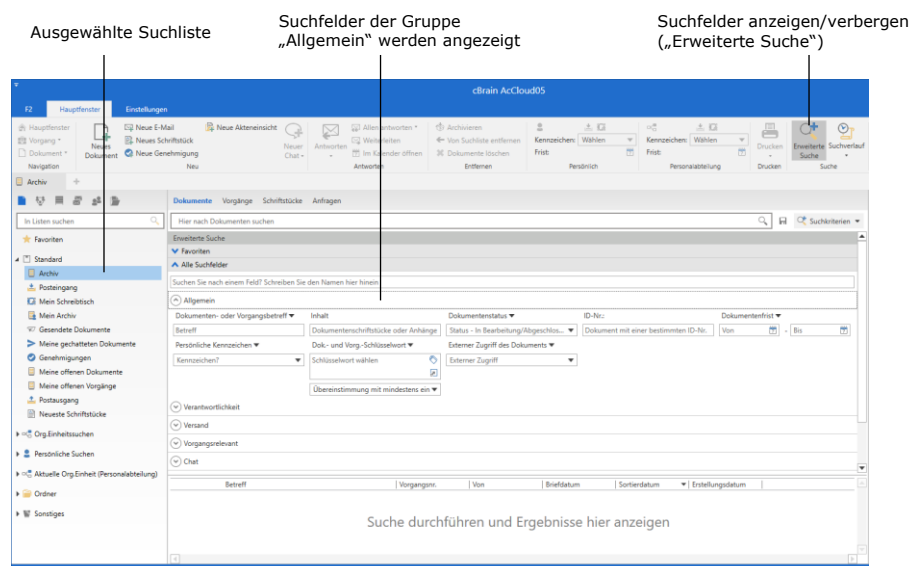 Ausgewählte Suchliste
Suchfelder der Gruppe
„Allgemein“ werden angezeigt
Suchfelder anzeigen/verbergen
(„Erweiterte Suche“)
cBrain AcCloud05
F2 Hauptfenster Einstellungen
Hauptfenster
Vorgang
Dokument
Navigation
Neues
Dokument
Neue E-Mail
Neues Schriftstück
Neue Genehmigung
Neue Akteneinsicht
Neu
Neuer
Chat
Antworten
Allen antworten
Weiterleiten
Im Kalender öffnen
Antworten
Archivieren
Von Suchliste entfernen
Dokumente löschen
Entfernen
Kennzeichen: Wählen
Frist:
Persönlich
Kennzeichen: Wählen
Frist:
Personalabteilung
Drucken
Drucken
Erweiterte
Suche
Suchverlauf
Suche
Archiv +
Dokumente Vorgänge Schriftstücke Anfragen
In Listen suchen
Hier nach Dokumenten suchen
Suchkriterien
Favoriten
Standard
Archiv
Posteingang
Mein Schreibtisch
Mein Archiv
Gesendete Dokumente
Meine gechatteten Dokumente
Genehmigungen
Meine offenen Dokumente
Meine offenen Vorgänge
Postausgang
Neueste Schriftstücke
Org.Einheitssuchen
Persönliche Suchen
Aktuelle Org.Einheit (Personalabteilung)
Ordner
Sonstiges
Erweiterte Suche
Favoriten
Alle Suchfelder
Suchen Sie nach einem Feld? Schreiben Sie den Namen hier hinein
Allgemein
Dokumenten- oder Vorgangsbetreff Inhalt Dokumentenstatus ID-Nr.: Dokumentenfrist
Betreff Dokumentenschriftstücke oder Anhänge Status - In Bearbeitung/Abgeschlos... Dokument mit einer bestimmten ID-Nr. Von - Bis
Persönliche Kennzeichen Dok.- und Vorg.-Schlüsselwort Externer Zugriff des Dokuments
Kennzeichen? Schlüsselwort wählen Externer Zugriff
Übereinstimmung mit mindestens ein
Verantwortlichkeit
Versand
Vorgangsrelevant
Chat
Betreff Vorgangsnr. Von Briefdatum Sortierdatum Erstellungsdatum
Suche durchführen und Ergebnisse hier anzeigen